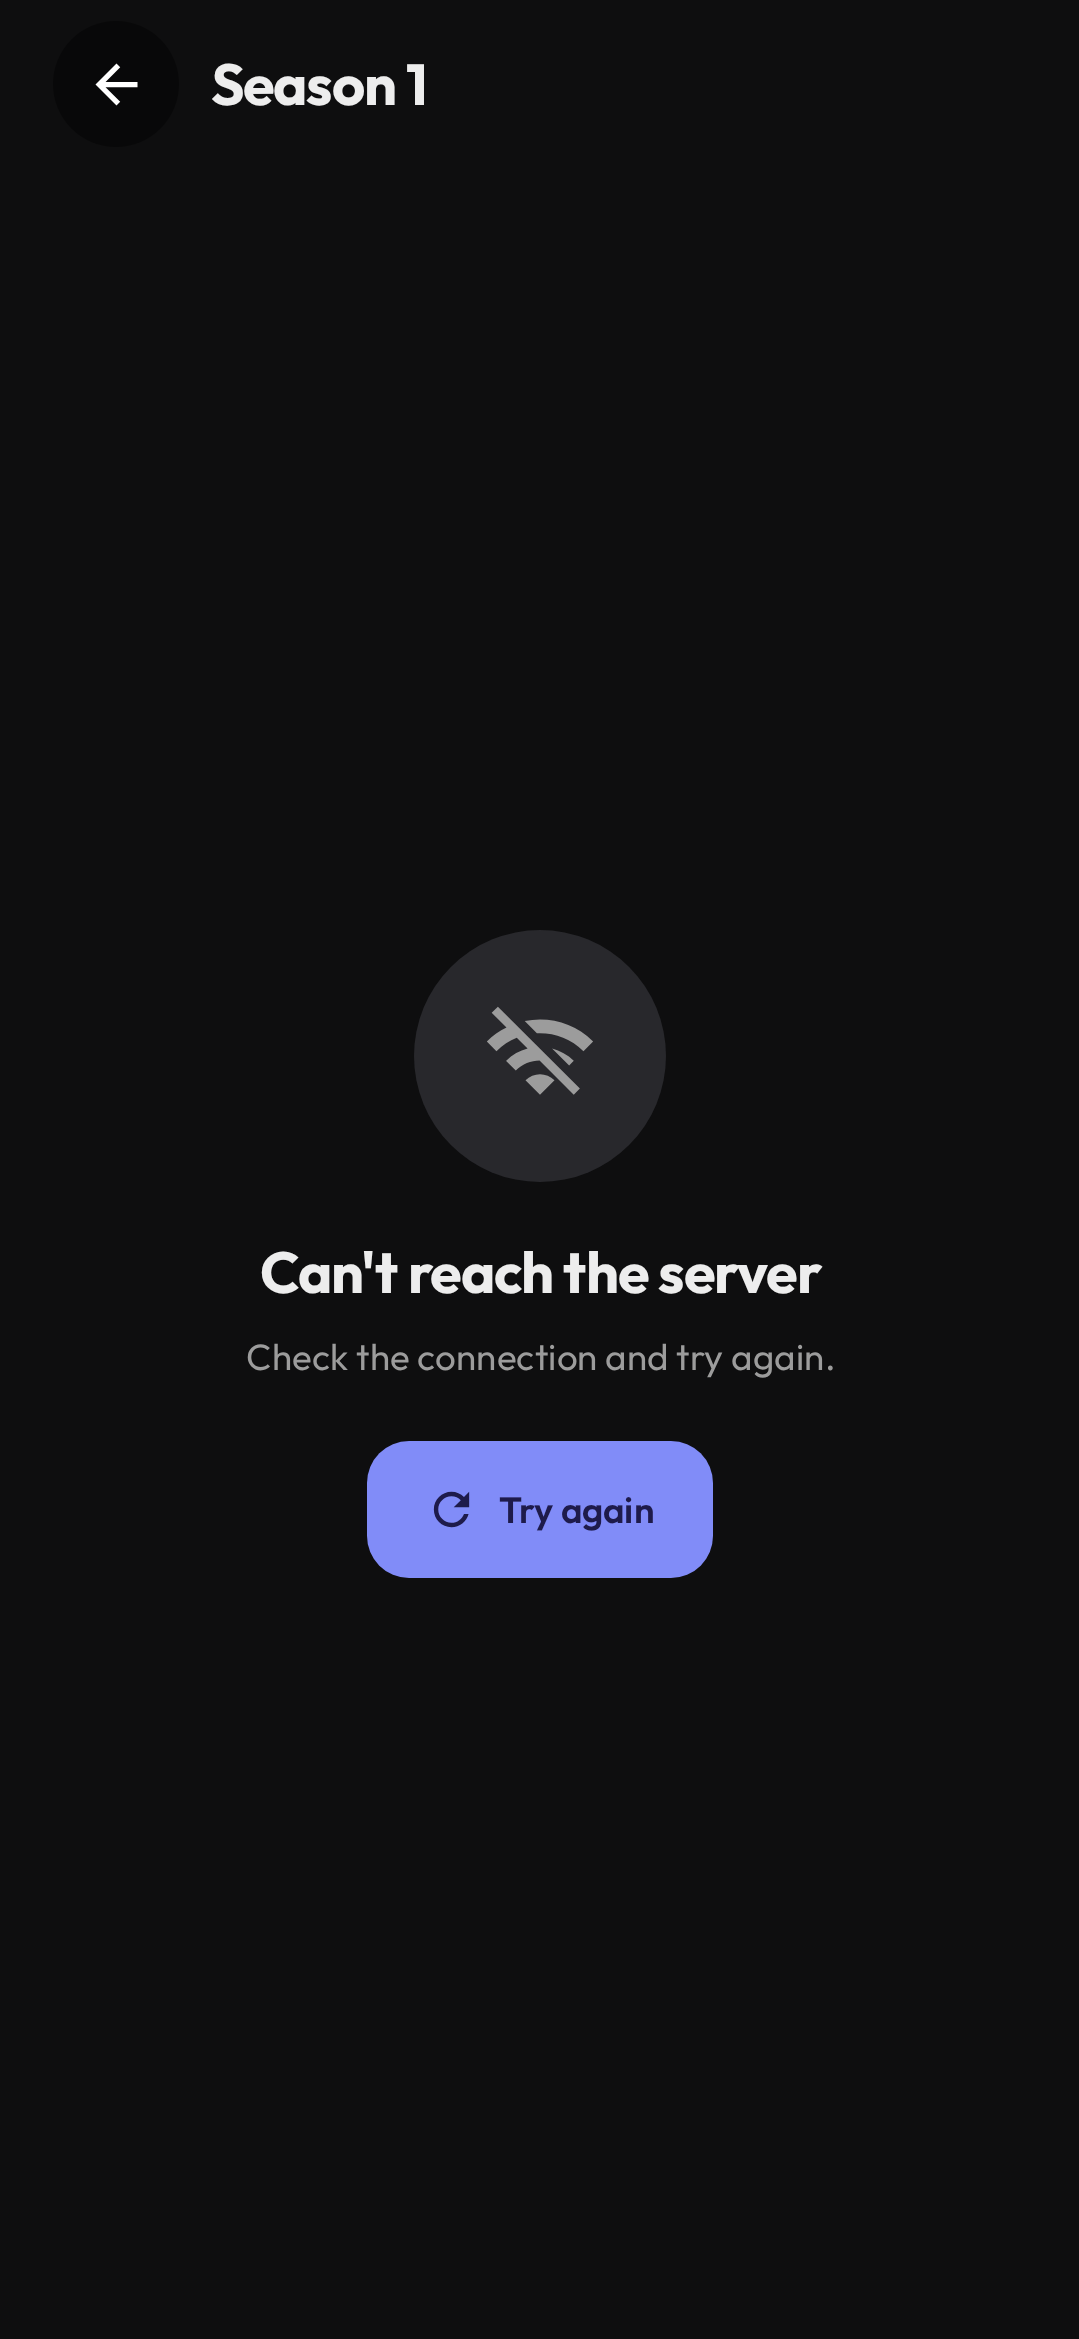 Season 1
Can't reach the server
Check the connection and try again.
Try again